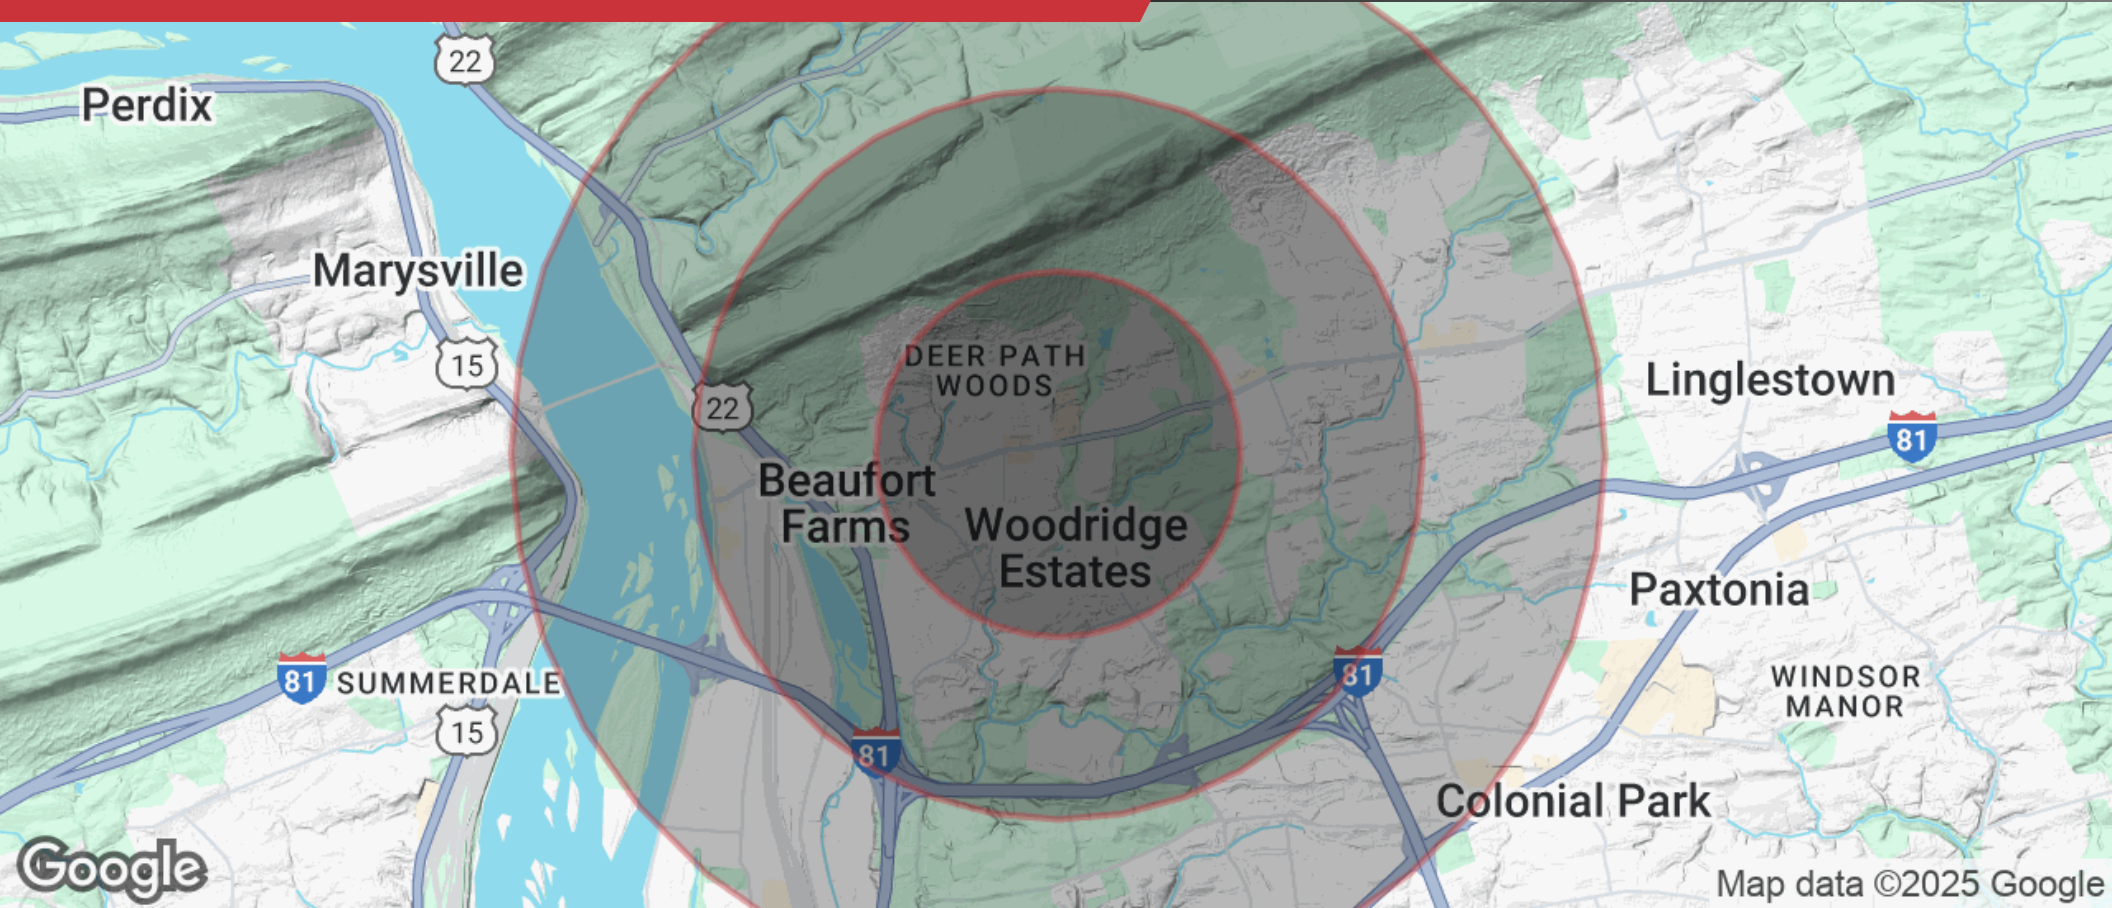 22
Perdix
Marysville
15
DEER PATH
WOODS
22
Linglestown
81
Beaufort
Farms
Woodridge
Estates
Paxtonia
81
SUMMERDALE
15
81
81
WINDSOR
MANOR
Colonial Park
Google
Map data ©2025 Google